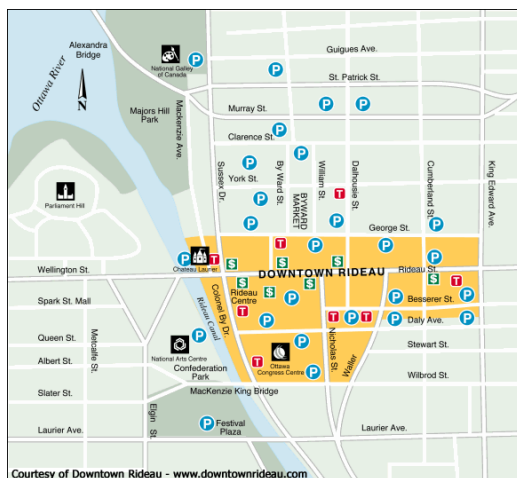 Alexandra
Bridge
Ottawa River
N
National Galley
of Canada
Guigues Ave.
St. Patrick St.
Majors Hill
Park
Mackenzie Ave.
Murray St.
Clarence St.
Sussex Dr.
York St.
By Ward St.
BYWARD
MARKET
William St.
Dalhousie St.
Cumberland St.
King Edward Ave.
George St.
Parliament Hill
Chateau Laurier
Wellington St.
DOWNTOWN RIDEAU
Rideau St.
Spark St. Mall
Colonel By Dr.
Rideau
Centre
Besserer St.
Rideau Canal
Daly Ave.
Queen St.
Metcalfe St.
National Arts Centre
Nicholas St.
Stewart St.
Albert St.
Confederation
Park
Ottawa
Congress Centre
Waller
Wilbrod St.
Slater St.
MacKenzie King Bridge
Elgin St.
Festival
Plaza
Laurier Ave.
Laurier Ave.
Courtesy of Downtown Rideau - www.downtownrideau.com
P
P
P
P
P
P
P
P
T
P
P
P
P
P
T
P
P
P
P
T
$
$
$
$
T
$
$
P
P
T
P
T
P
T
P
P
P
T
P
P